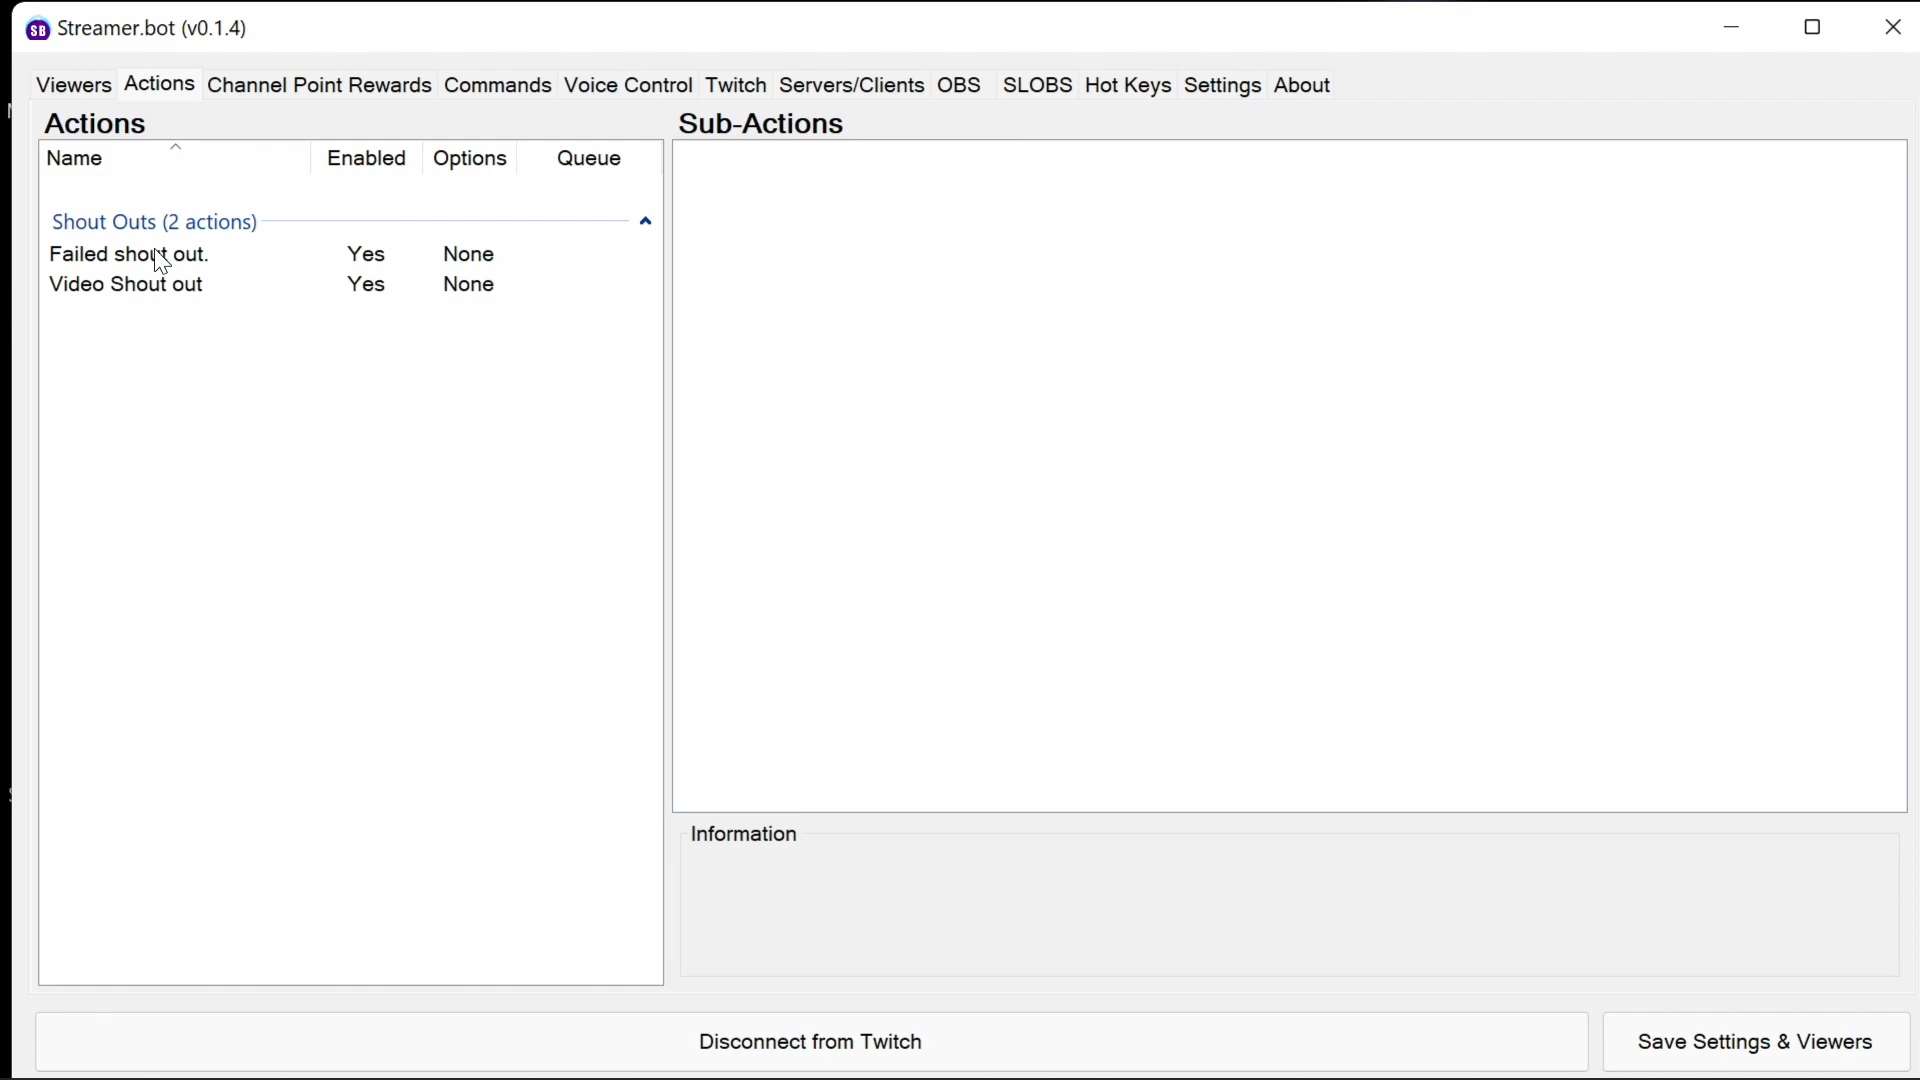 SB Streamer.bot (v0.1.4)
Viewers Actions Channel Point Rewards Commands Voice Control Twitch Servers/Clients OBS SLOBS Hot Keys Settings About
Actions
Name Enabled Options Queue
Shout Outs (2 actions)
Failed shout out. Yes None
Video Shout out Yes None
Sub-Actions
Information
Disconnect from Twitch
Save Settings & Viewers